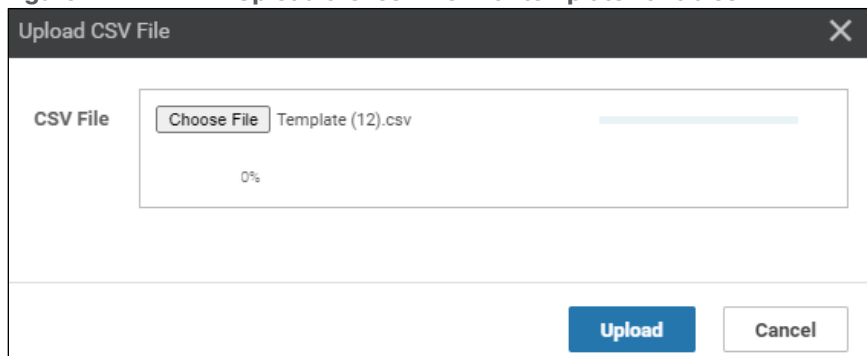 Upload CSV File
CSV File
Choose File Template (12).csv
0%
Upload
Cancel